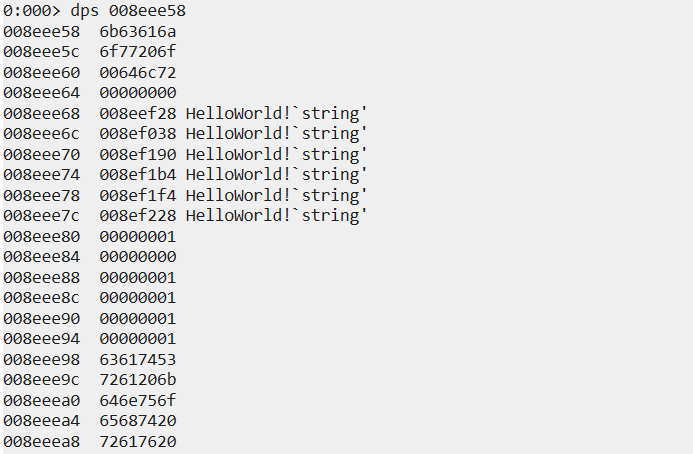 0:000> dps 008eee58
008eee58  6b63616a
008eee5c  6f77206f
008eee60  00646c72
008eee64  00000000
008eee68  008eef28 HelloWorld!`string'
008eee6c  008ef038 HelloWorld!`string'
008eee70  008ef190 HelloWorld!`string'
008eee74  008ef1b4 HelloWorld!`string'
008eee78  008ef1f4 HelloWorld!`string'
008eee7c  008ef228 HelloWorld!`string'
008eee80  00000001
008eee84  00000000
008eee88  00000001
008eee8c  00000001
008eee90  00000001
008eee94  00000001
008eee98  63617453
008eee9c  7261206b
008eeea0  646e756f
008eeea4  65687420
008eeea8  72617620